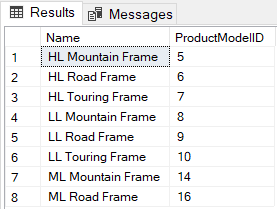 Results Messages
Name ProductModelID
1 HL Mountain Frame 5
2 HL Road Frame 6
3 HL Touring Frame 7
4 LL Mountain Frame 8
5 LL Road Frame 9
6 LL Touring Frame 10
7 ML Mountain Frame 14
8 ML Road Frame 16